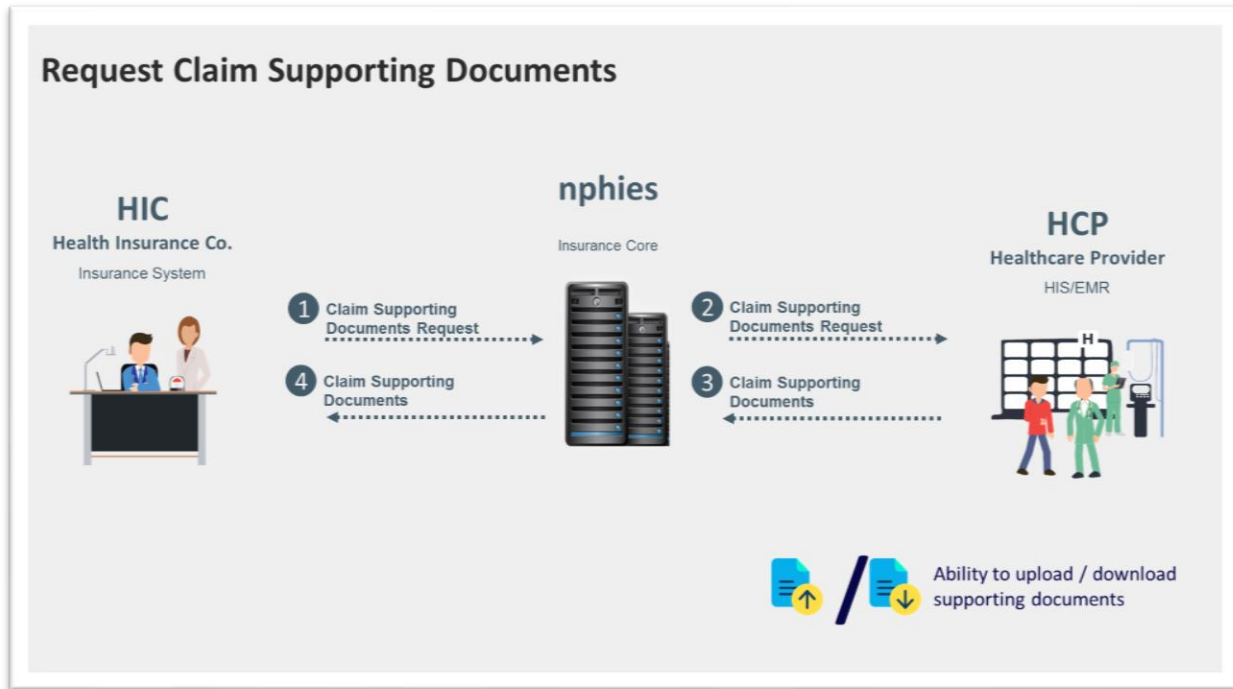 Request Claim Supporting Documents
HIC
Health Insurance Co.
Insurance System
nphies
Insurance Core
HCP
Healthcare Provider
HIS/EMR
1 Claim Supporting
Documents Request
2 Claim Supporting
Documents Request
4 Claim Supporting
Documents
3 Claim Supporting
Documents
H
Ability to upload / download
supporting documents